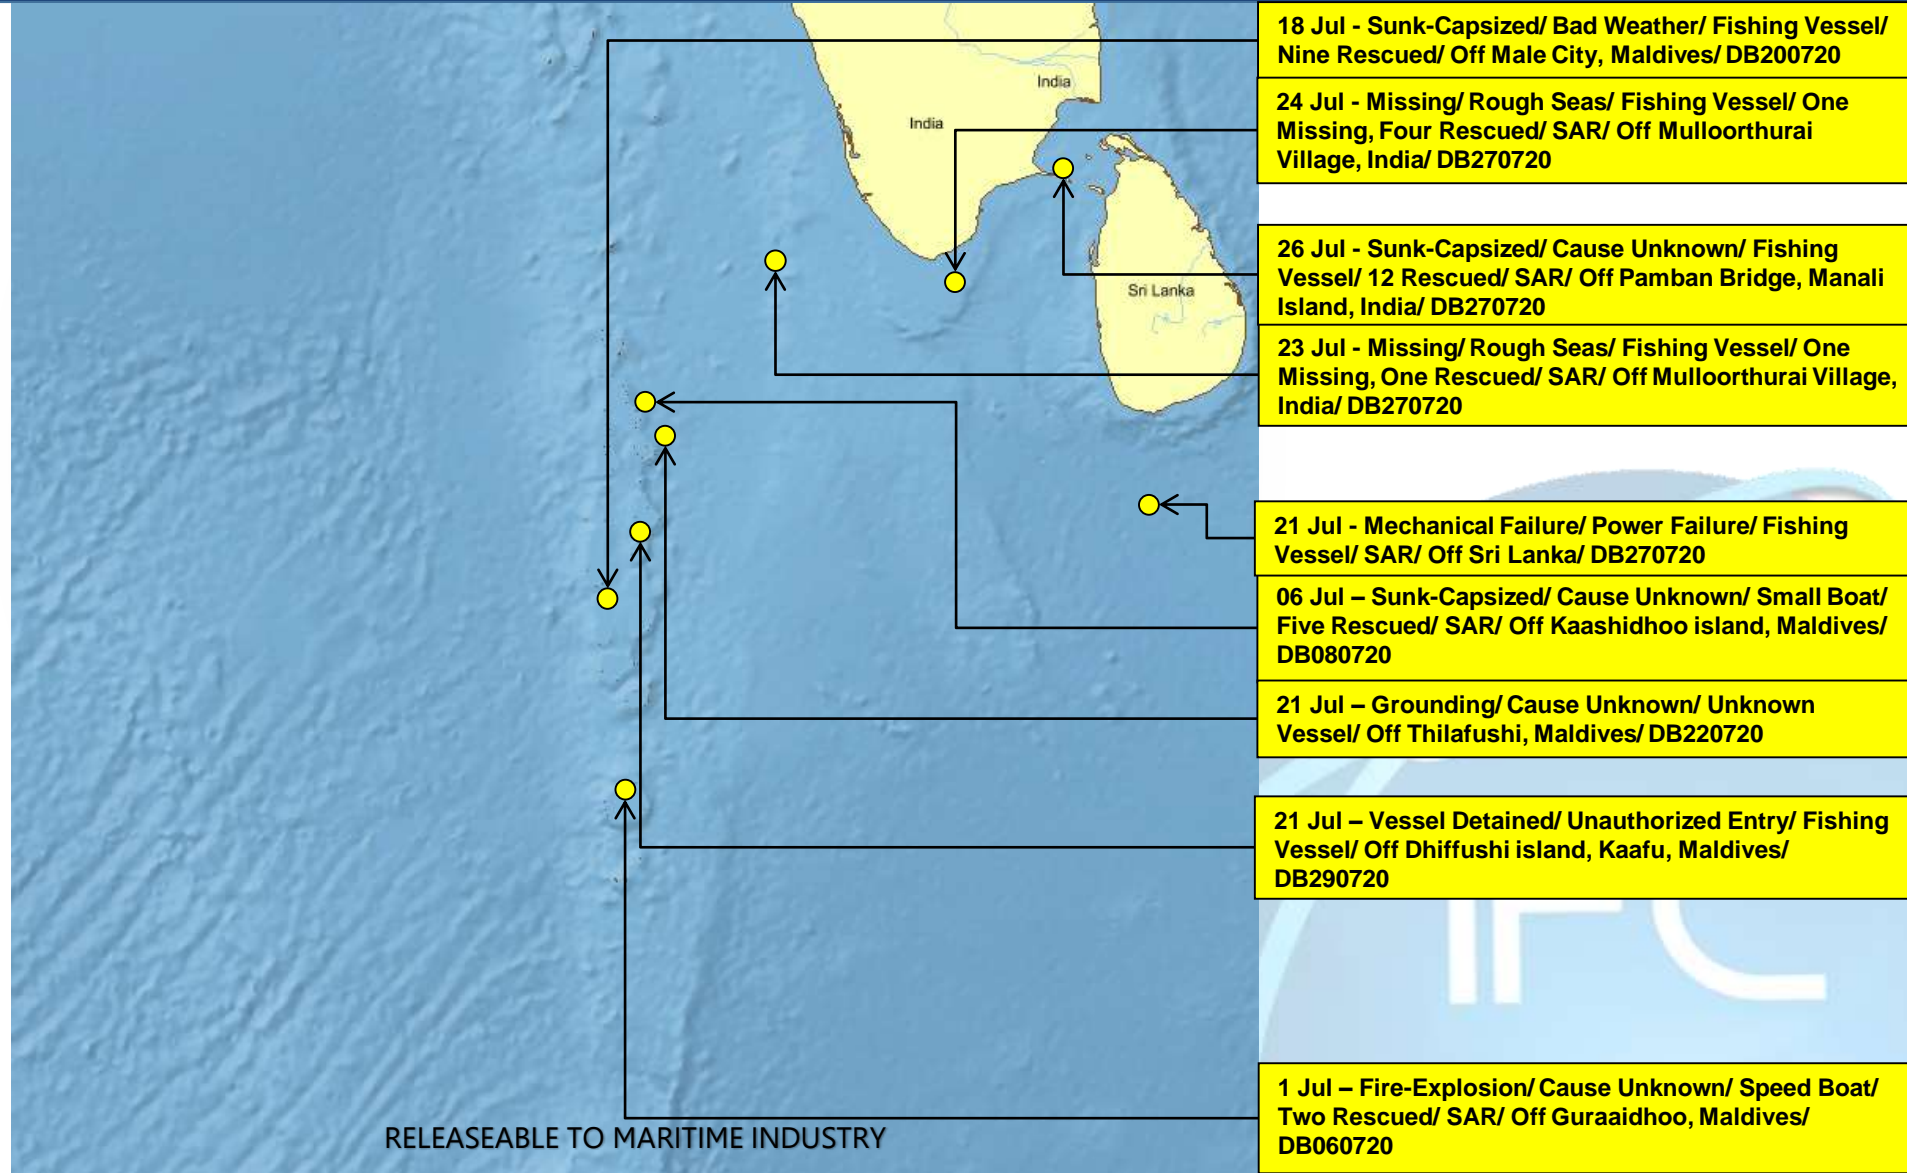 18 Jul - Sunk-Capsized/ Bad Weather/ Fishing Vessel/
Nine Rescued/ Off Male City, Maldives/ DB200720
24 Jul - Missing/ Rough Seas/ Fishing Vessel/ One
Missing, Four Rescued/ SAR/ Off Mulloorthurai
Village, India/ DB270720
26 Jul - Sunk-Capsized/ Cause Unknown/ Fishing
Vessel/ 12 Rescued/ SAR/ Off Pamban Bridge, Manali
Island, India/ DB270720
23 Jul - Missing/ Rough Seas/ Fishing Vessel/ One
Missing, One Rescued/ SAR/ Off Mulloorthurai Village,
India/ DB270720
21 Jul - Mechanical Failure/ Power Failure/ Fishing
Vessel/ SAR/ Off Sri Lanka/ DB270720
06 Jul – Sunk-Capsized/ Cause Unknown/ Small Boat/
Five Rescued/ SAR/ Off Kaashidhoo island, Maldives/
DB080720
21 Jul – Grounding/ Cause Unknown/ Unknown
Vessel/ Off Thilafushi, Maldives/ DB220720
21 Jul – Vessel Detained/ Unauthorized Entry/ Fishing
Vessel/ Off Dhiffushi island, Kaafu, Maldives/
DB290720
1 Jul – Fire-Explosion/ Cause Unknown/ Speed Boat/
Two Rescued/ SAR/ Off Guraaidhoo, Maldives/
DB060720
India
India
Sri Lanka
IFC
RELEASEABLE TO MARITIME INDUSTRY